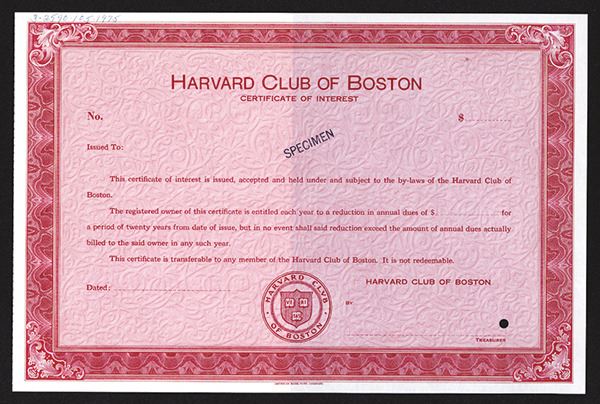 HARVARD CLUB OF BOSTON
CERTIFICATE OF INTEREST
No.
$
SPECIMEN
Issued To:
This certificate of interest is issued, accepted and held under and subject to the by-laws of the Harvard Club of
Boston.
The registered owner of this certificate is entitled each year to a reduction in annual dues of $ for
a period of twenty years from date of issue, but in no event shall said reduction exceed the amount of annual dues actually
billed to the said owner in any such year.
This certificate is transferable to any member of the Harvard Club of Boston. It is not redeemable.
Dated:
HARVARD CLUB
OF BOSTON
HARVARD CLUB OF BOSTON
BY
TREASURER